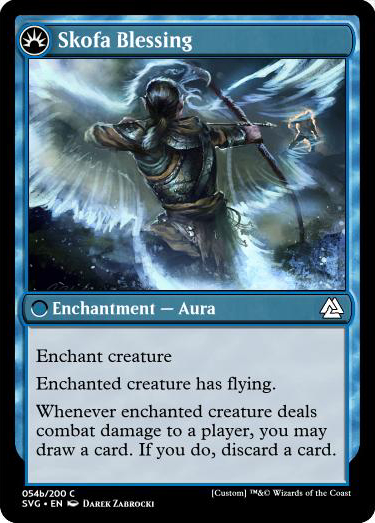 Skofa Blessing
Enchantment — Aura
Enchant creature
Enchanted creature has flying.
Whenever enchanted creature deals
combat damage to a player, you may
draw a card. If you do, discard a card.
054b/200 C
SVG • EN Darek Zabrocki
[Custom] ™&© Wizards of the Coast